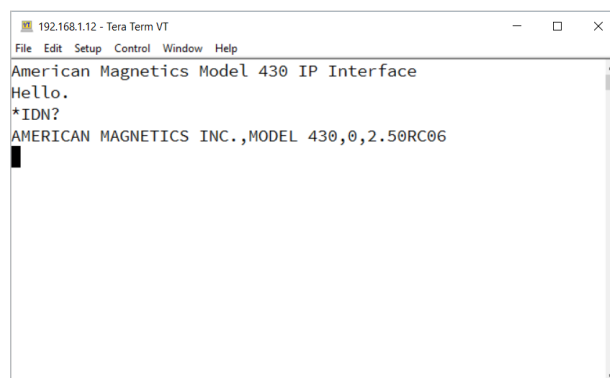 192.168.1.12 - Tera Term VT
File Edit Setup Control Window Help
American Magnetics Model 430 IP Interface
Hello.
*IDN?
AMERICAN MAGNETICS INC.,MODEL 430,0,2.50RC06